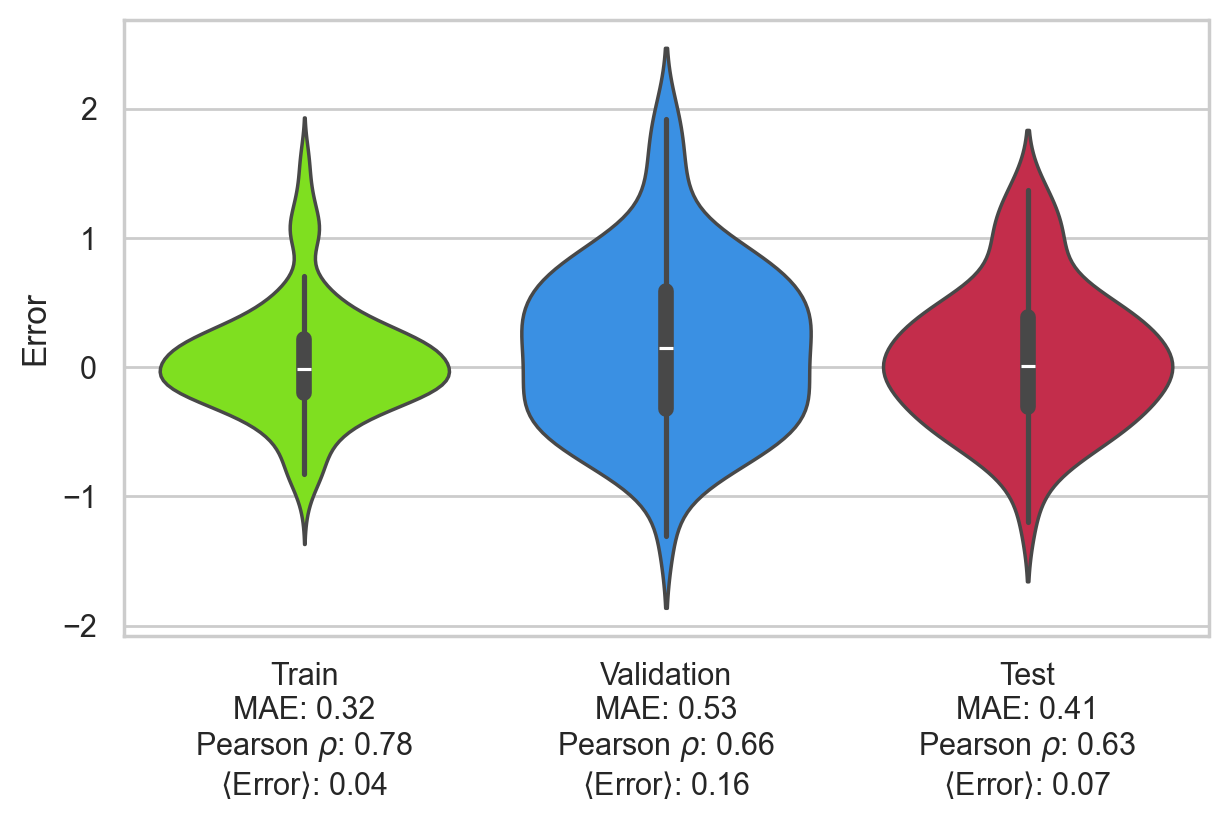 2
1
Error
0
−1
−2
Train Validation Test
MAE: 0.32 MAE: 0.53 MAE: 0.41
Pearson ρ: 0.78 Pearson ρ: 0.66 Pearson ρ: 0.63
⟨Error⟩: 0.04 ⟨Error⟩: 0.16 ⟨Error⟩: 0.07